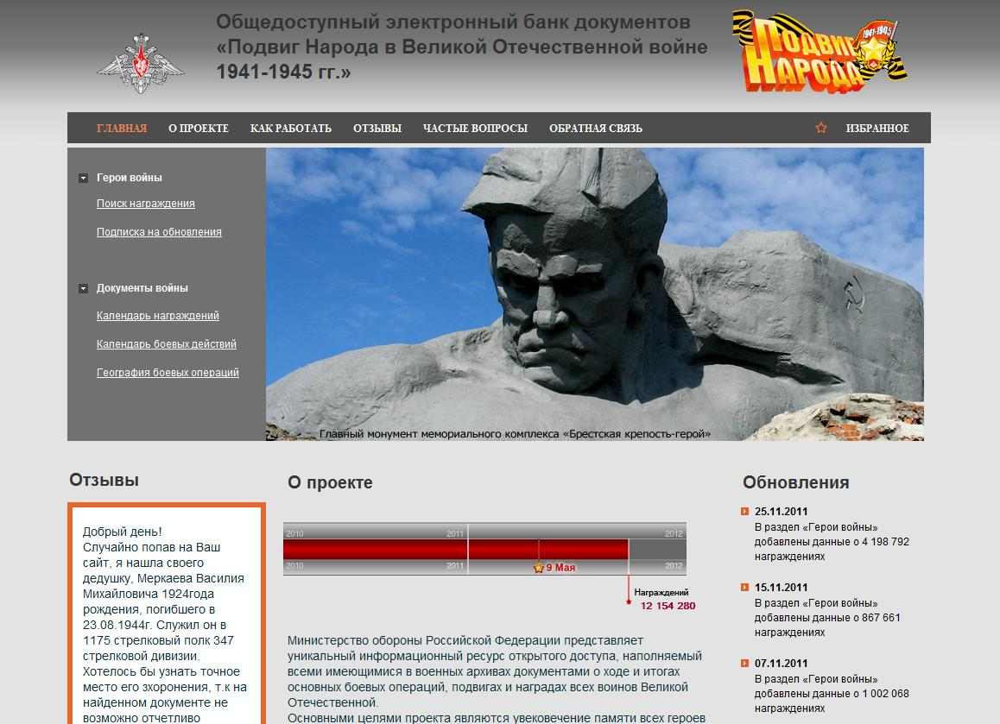 Общедоступный электронный банк документов
«Подвиг Народа в Великой Отечественной войне
1941-1945 гг.»
1941-1945
ПОДВИГ
НАРОДА
ГЛАВНАЯ О ПРОЕКТЕ КАК РАБОТАТЬ ОТЗЫВЫ ЧАСТЫЕ ВОПРОСЫ ОБРАТНАЯ СВЯЗЬ ИЗБРАННОЕ
Герои войны
Поиск награждения
Подписка на обновления
Документы войны
Календарь награждений
Календарь боевых действий
География боевых операций
Главный монумент мемориального комплекса «Брестская крепость-герой»
Отзывы
Добрый день!
Случайно попав на Ваш
сайт, я нашла своего
дедушку, Меркаева Василия
Михайловича 1924года
рождения, погибшего в
23.08.1944г. Служил он в
1175 стрелковый полк 347
стрелковой дивизии.
Хотелось бы узнать точное
место его зхоронения, т.к на
найденном документе не
возможно отчетливо
О проекте
2010 2011 2012
2010 2011 9 Мая 2012
Награждений
12 154 280
Министерство обороны Российской Федерации представляет
уникальный информационный ресурс открытого доступа, наполняемый
всеми имеющимися в военных архивах документами о ходе и итогах
основных боевых операций, подвигах и наградах всех воинов Великой
Отечественной.
Основными целями проекта являются увековечение памяти всех героев
Обновления
25.11.2011
В раздел «Герои войны»
добавлены данные о 4 198 792
награждениях
15.11.2011
В раздел «Герои войны»
добавлены данные о 867 661
награждениях
07.11.2011
В раздел «Герои войны»
добавлены данные о 1 002 068
награждениях